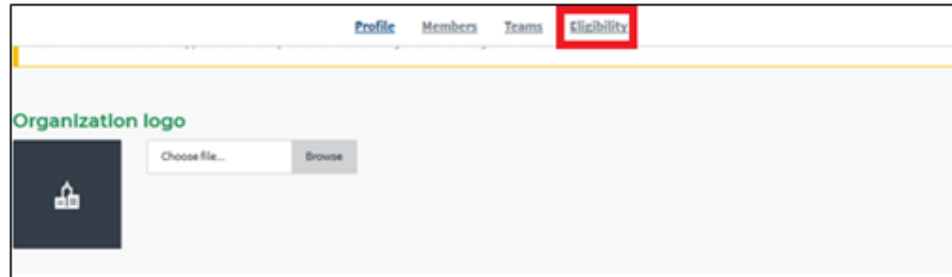 Profile Members Teams Eligibility
Organization logo
Choose file... Browse